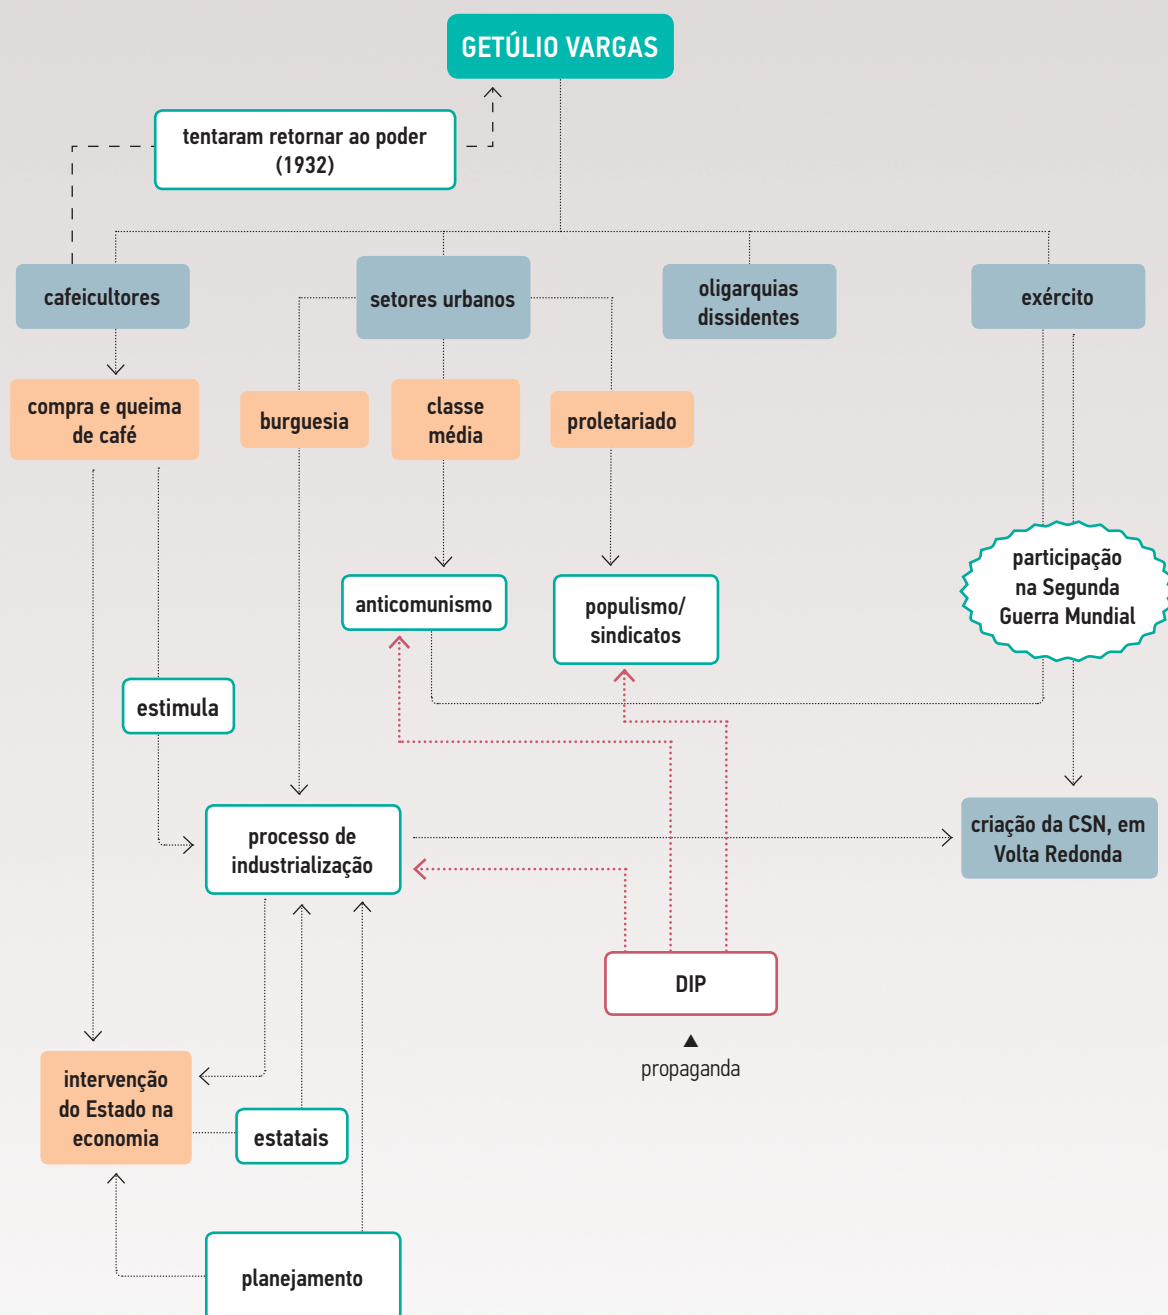 GETÚLIO VARGAS
tentaram retornar ao poder
(1932)
cafeicultores
setores urbanos
oligarquias
dissidentes
exército
compra e queima
de café
burguesia
classe
média
proletariado
participação
na Segunda
Guerra Mundial
anticomunismo
populismo/
sindicatos
estimula
processo de
industrialização
criação da CSN, em
Volta Redonda
DIP
propaganda
intervenção
do Estado na
economia
estatais
planejamento